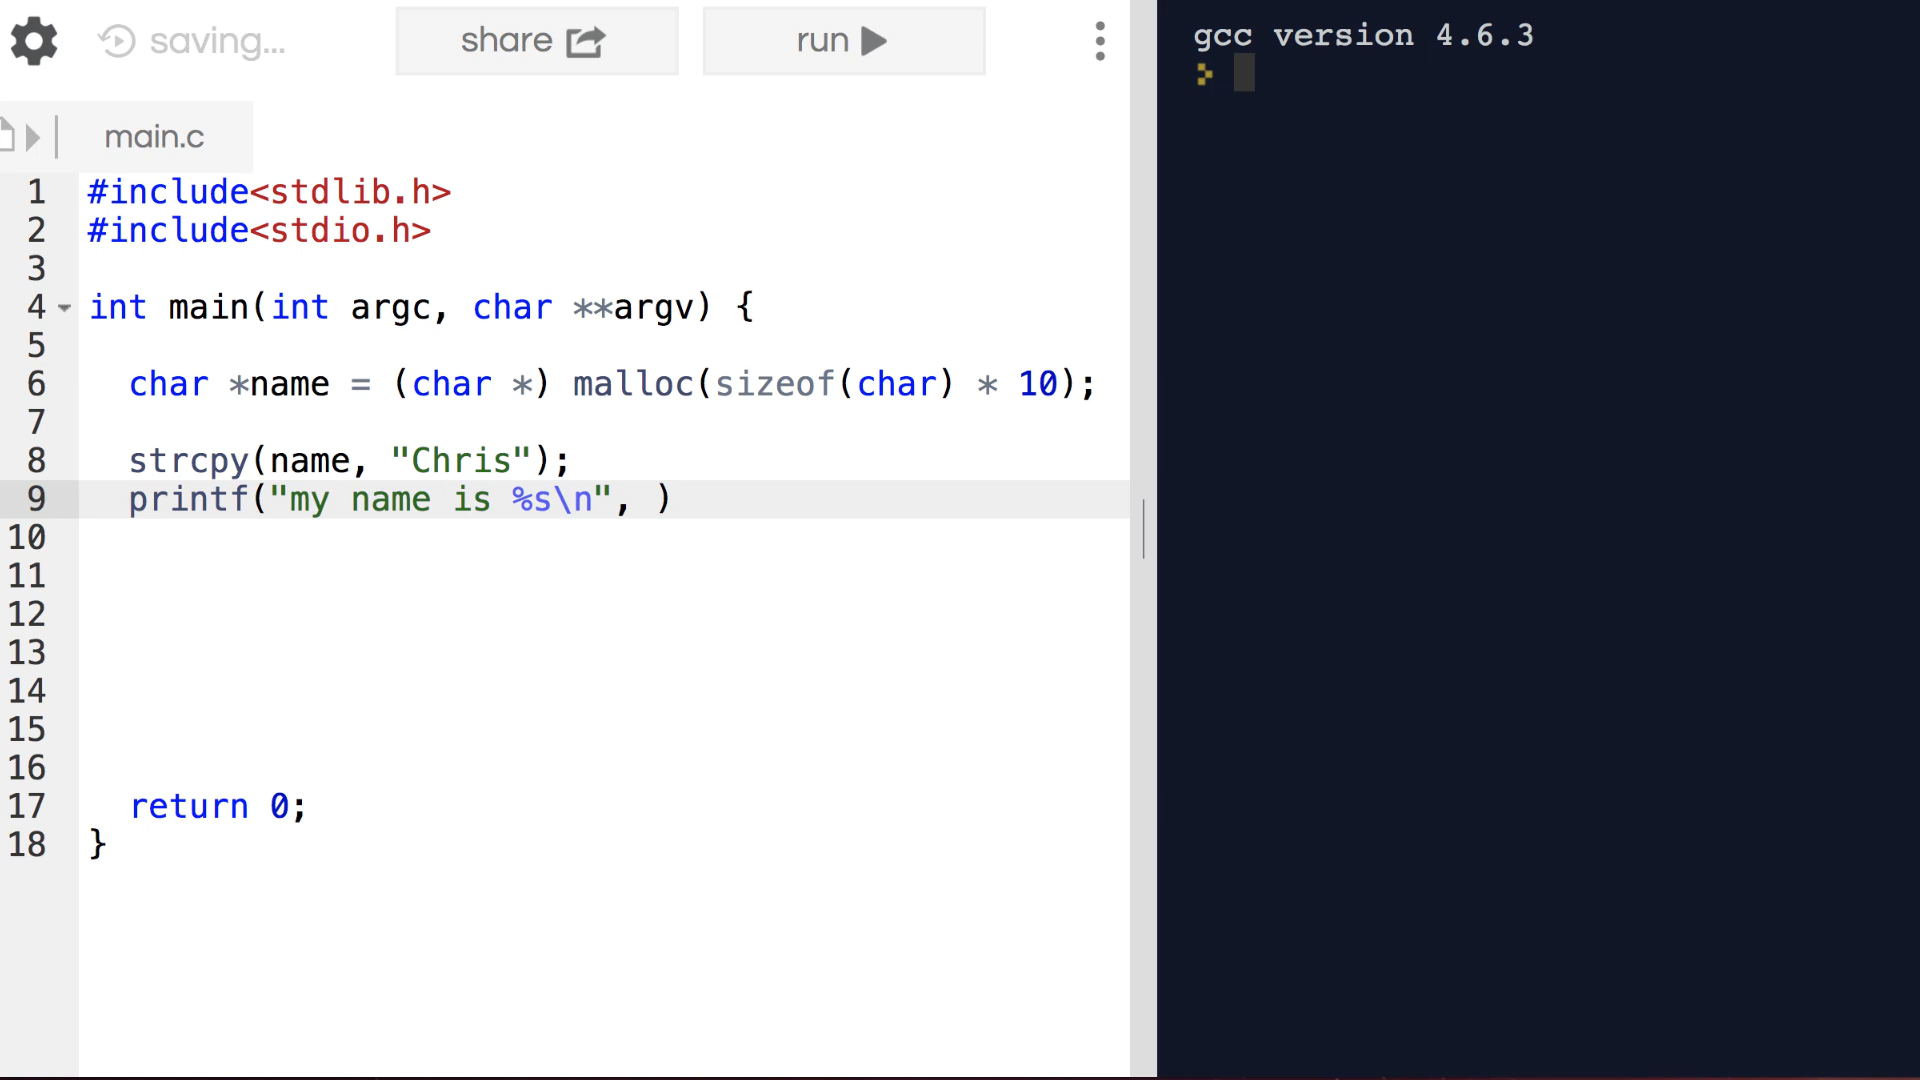 saving... share run
gcc version 4.6.3
main.c
1 #include<stdlib.h>
2 #include<stdio.h>
3
4 int main(int argc, char **argv) {
5
6 char *name = (char *) malloc(sizeof(char) * 10);
7
8 strcpy(name, "Chris");
9 printf("my name is %s\n", )
10
11
12
13
14
15
16
17 return 0;
18 }